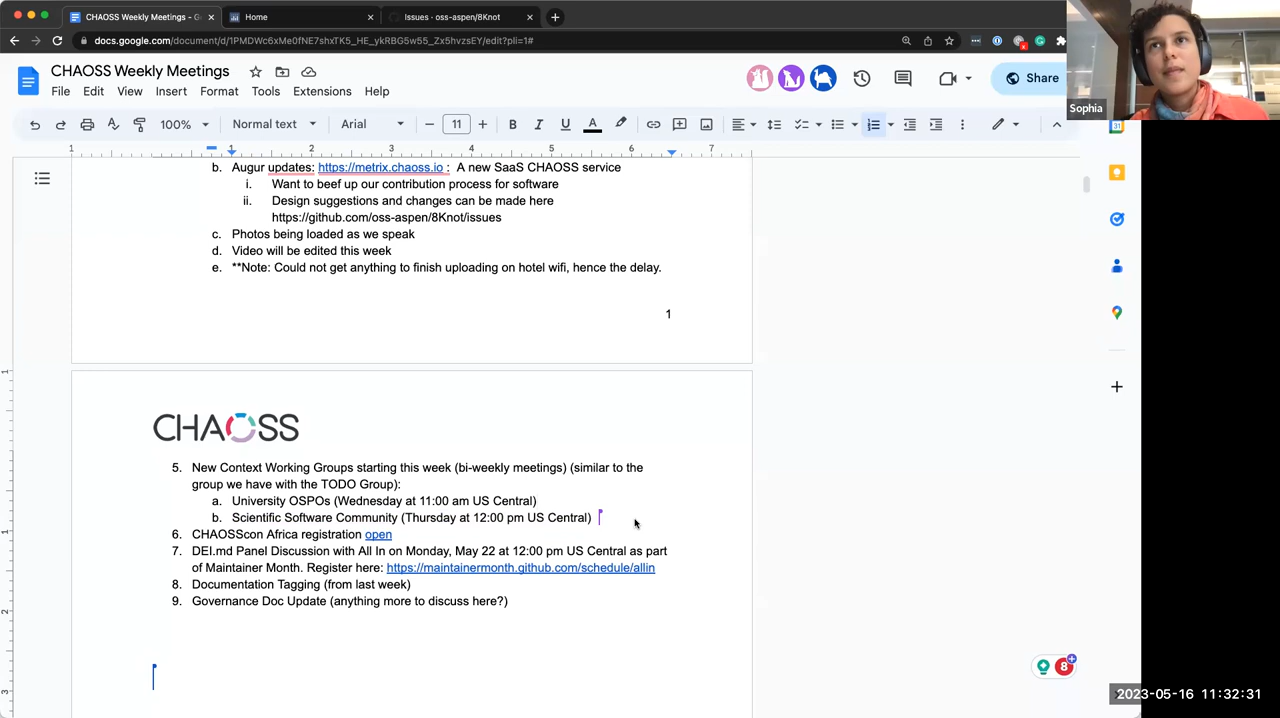 CHAOSS Weekly Meetings - G
Home
Issues · oss-aspen/8Knot
docs.google.com/document/d/1PMDWc6xMe0fNE7shxTK5_HE_ykRBG5w55_Zx5hvzsEY/edit?pli=1#
CHAOSS Weekly Meetings
File Edit View Insert Format Tools Extensions Help
Share
Sophia
100% Normal text Arial 11
1 1 2 3 4 5 6 7
b. Augur updates: https://metrix.chaoss.io : A new SaaS CHAOSS service
i. Want to beef up our contribution process for software
ii. Design suggestions and changes can be made here
https://github.com/oss-aspen/8Knot/issues
c. Photos being loaded as we speak
d. Video will be edited this week
e. **Note: Could not get anything to finish uploading on hotel wifi, hence the delay.
1
CHAOSS
5. New Context Working Groups starting this week (bi-weekly meetings) (similar to the
group we have with the TODO Group):
a. University OSPOs (Wednesday at 11:00 am US Central)
b. Scientific Software Community (Thursday at 12:00 pm US Central)
6. CHAOSScon Africa registration open
7. DEI.md Panel Discussion with All In on Monday, May 22 at 12:00 pm US Central as part
of Maintainer Month. Register here: https://maintainermonth.github.com/schedule/allin
8. Documentation Tagging (from last week)
9. Governance Doc Update (anything more to discuss here?)
8
2023-05-16 11:32:31